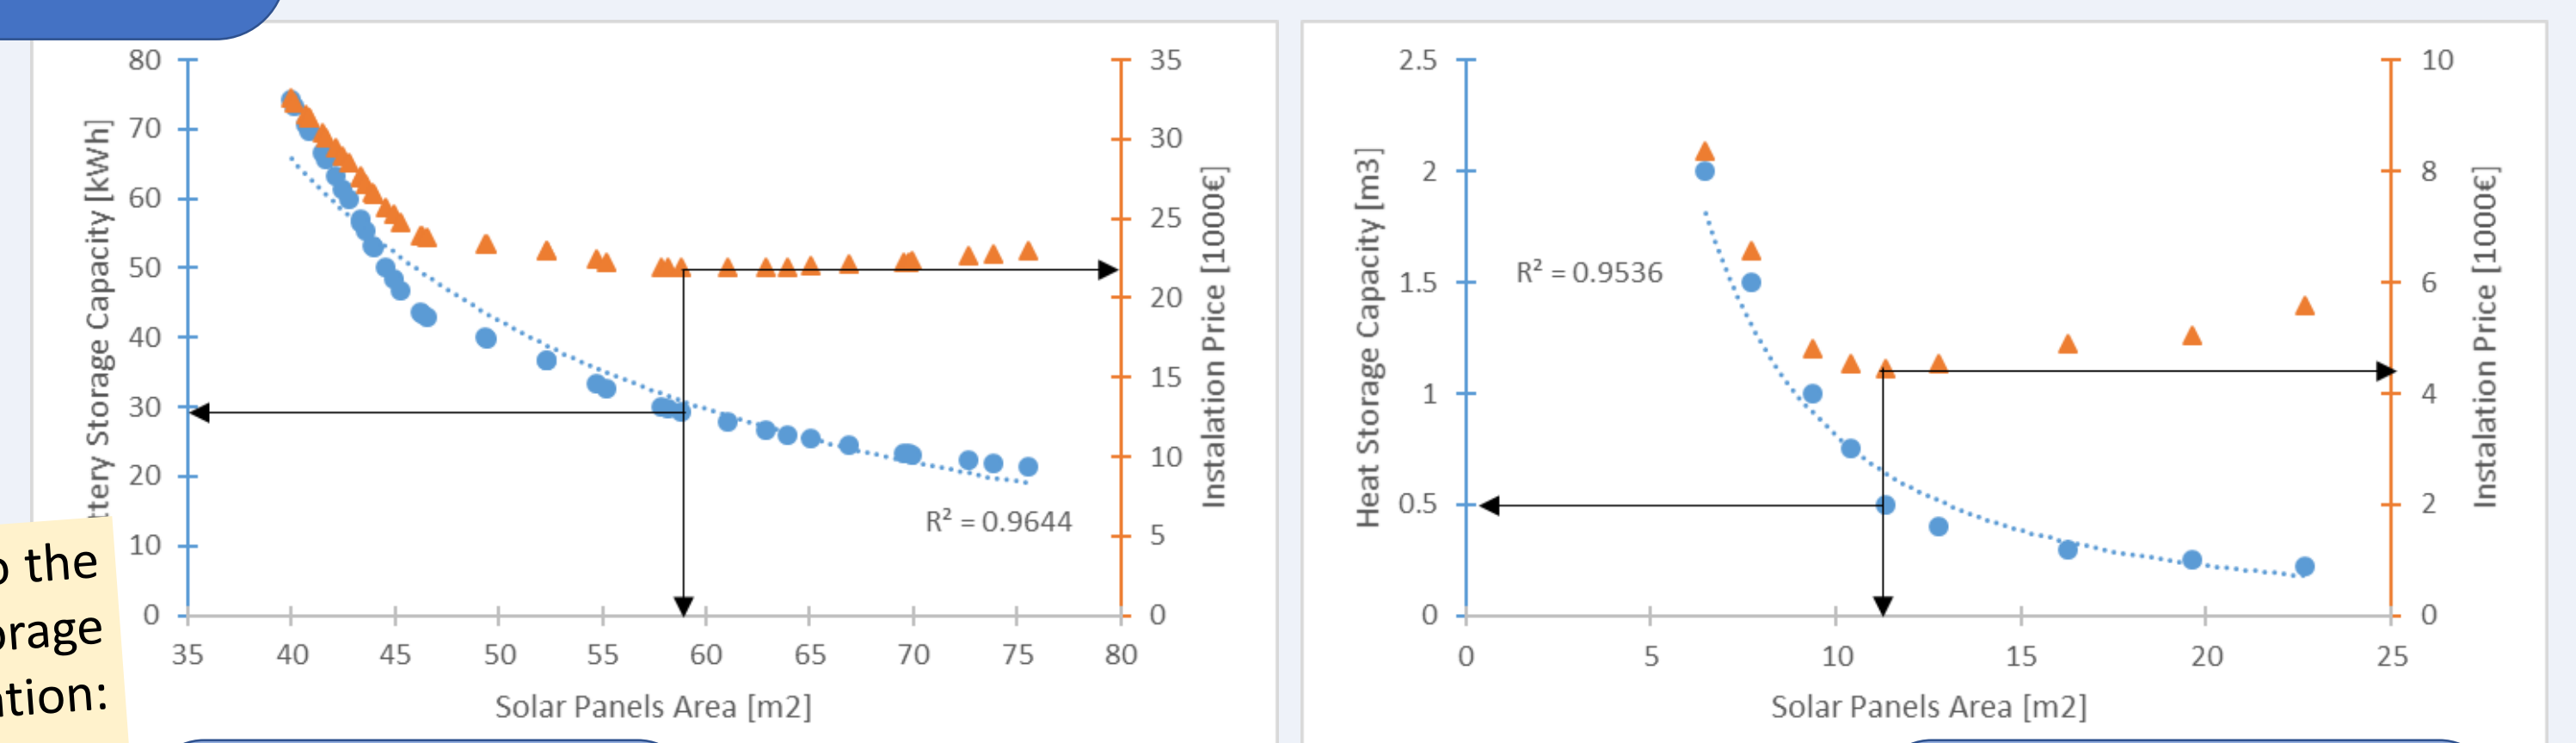 80
70
60
50
40
30
20
10
0
Storage Capacity [kWh]
35
30
25
20
15
10
5
0
Instalation Price [1000€]
R² = 0.9644
35 40 45 50 55 60 65 70 75 80
Solar Panels Area [m2]
2.5
2
1.5
1
0.5
0
Heat Storage Capacity [m3]
10
8
6
4
2
0
Instalation Price [1000€]
R² = 0.9536
0 5 10 15 20 25
Solar Panels Area [m2]
the